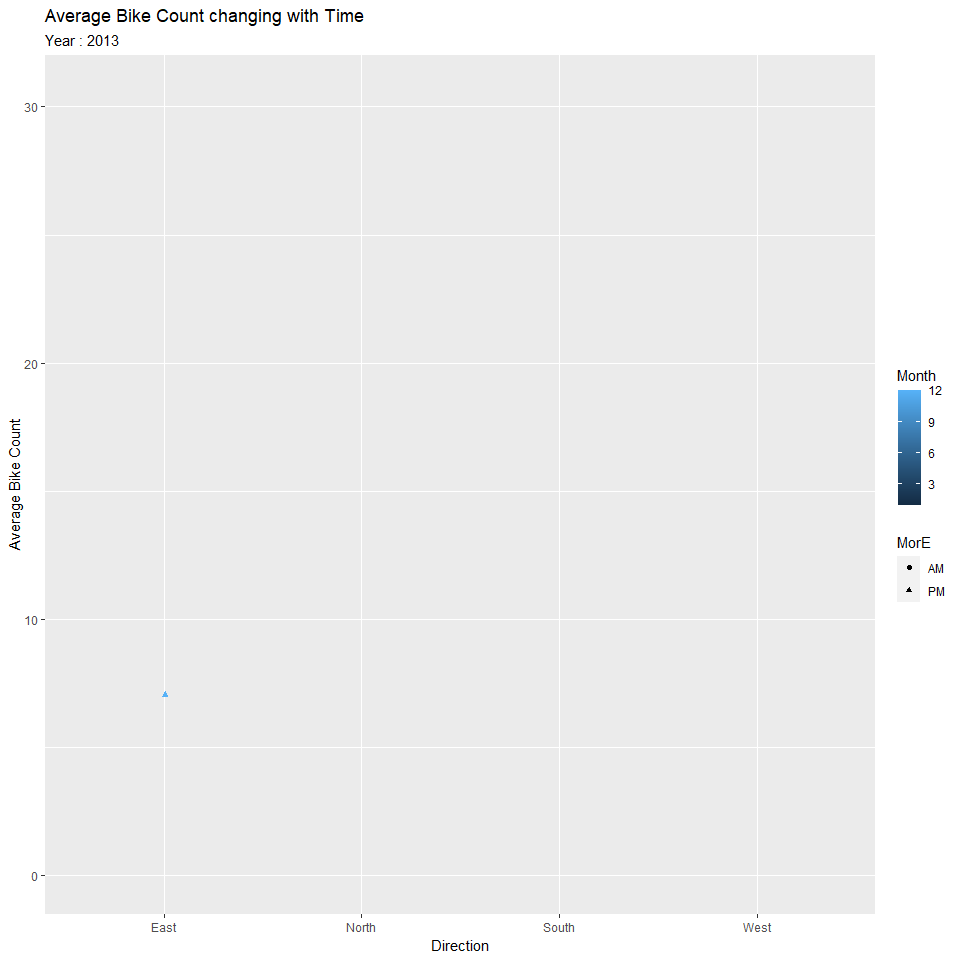 Average Bike Count changing with Time
Year : 2013
30
20
10
0
Average Bike Count
East North South West
Direction
Month
12
9
6
3
MorE
AM
PM